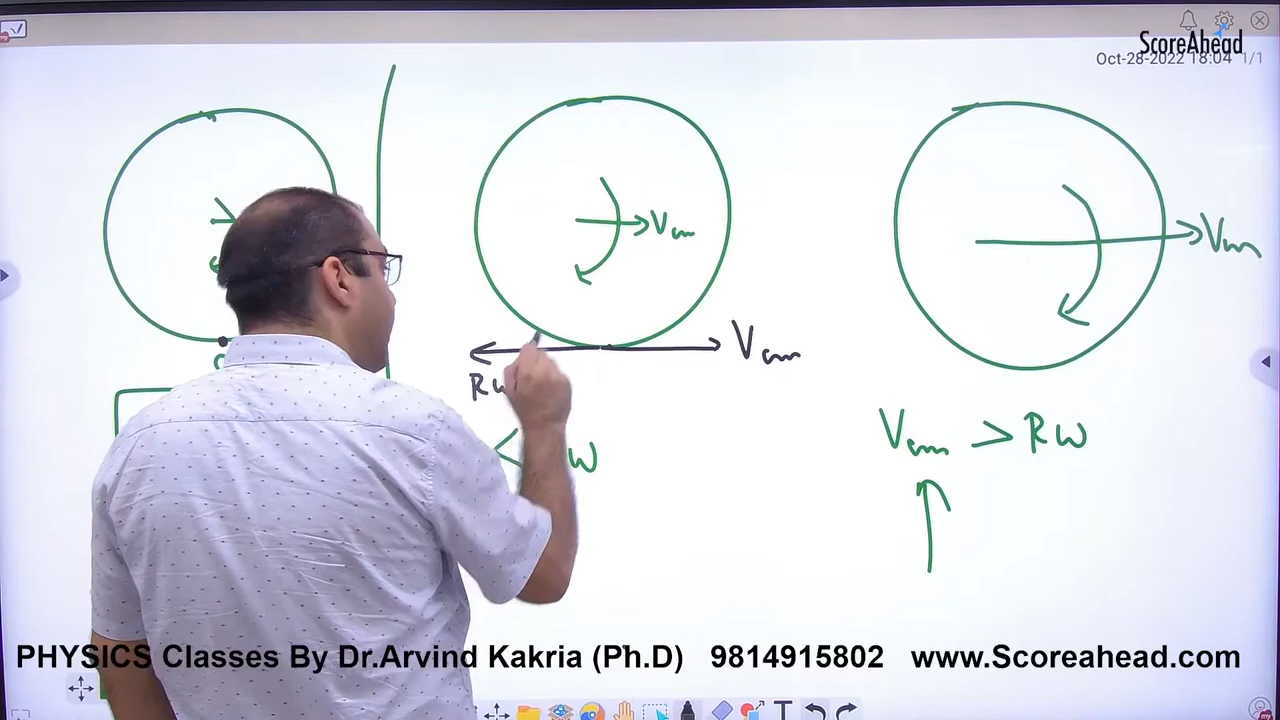 ScoreAhead
Oct-28-2022 18:04 1/1
Vcm
Vcm
Vcm
Rω
< ω
Vcm > Rω
PHYSICS Classes By Dr.Arvind Kakria (Ph.D) 9814915802 www.Scoreahead.com